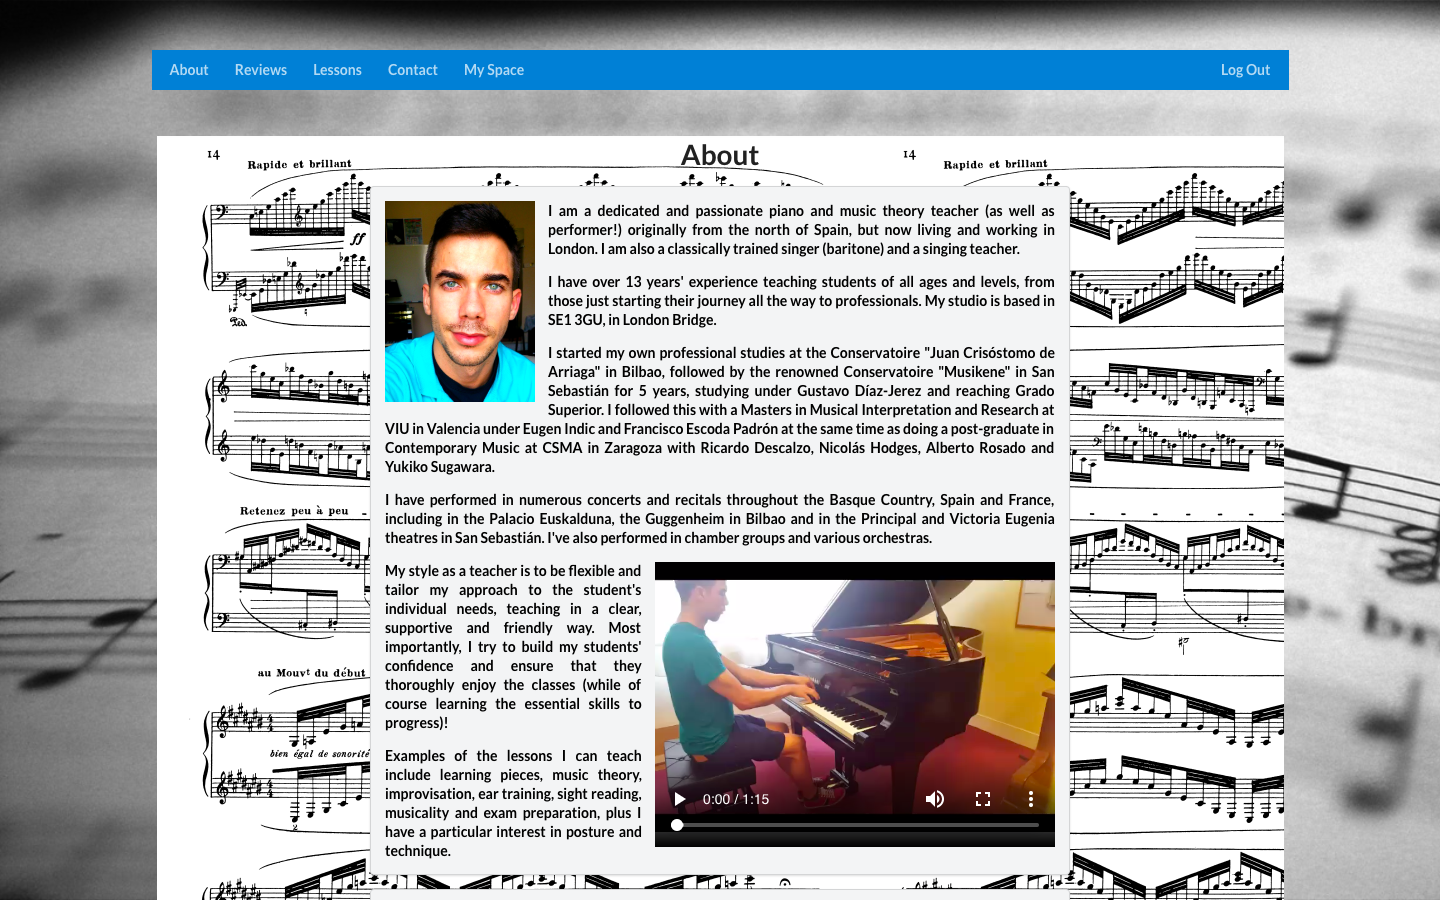 About Reviews Lessons Contact My Space Log Out
About
14 14
Rapide et brillant Rapide et brillant
ff
I am a dedicated and passionate piano and music theory teacher (as well as
performer!) originally from the north of Spain, but now living and working in
London. I am also a classically trained singer (baritone) and a singing teacher.
I have over 13 years' experience teaching students of all ages and levels, from
those just starting their journey all the way to professionals. My studio is based in
SE1 3GU, in London Bridge.
I started my own professional studies at the Conservatoire "Juan Crisóstomo de
Arriaga" in Bilbao, followed by the renowned Conservatoire "Musikene" in San
Sebastián for 5 years, studying under Gustavo Díaz-Jerez and reaching Grado
Superior. I followed this with a Masters in Musical Interpretation and Research at
VIU in Valencia under Eugen Indic and Francisco Escoda Padrón at the same time as doing a post-graduate in
Contemporary Music at CSMA in Zaragoza with Ricardo Descalzo, Nicolás Hodges, Alberto Rosado and
Yukiko Sugawara.
I have performed in numerous concerts and recitals throughout the Basque Country, Spain and France,
including in the Palacio Euskalduna, the Guggenheim in Bilbao and in the Principal and Victoria Eugenia
theatres in San Sebastián. I've also performed in chamber groups and various orchestras.
Retenez peu à peu
My style as a teacher is to be flexible and
tailor my approach to the student's
individual needs, teaching in a clear,
supportive and friendly way. Most
importantly, I try to build my students'
confidence and ensure that they
thoroughly enjoy the classes (while of
course learning the essential skills to
progress)!
au Mouvt du début
bien égal de sonorité
Examples of the lessons I can teach
include learning pieces, music theory,
improvisation, ear training, sight reading,
musicality and exam preparation, plus I
have a particular interest in posture and
technique.
0:00 / 1:15